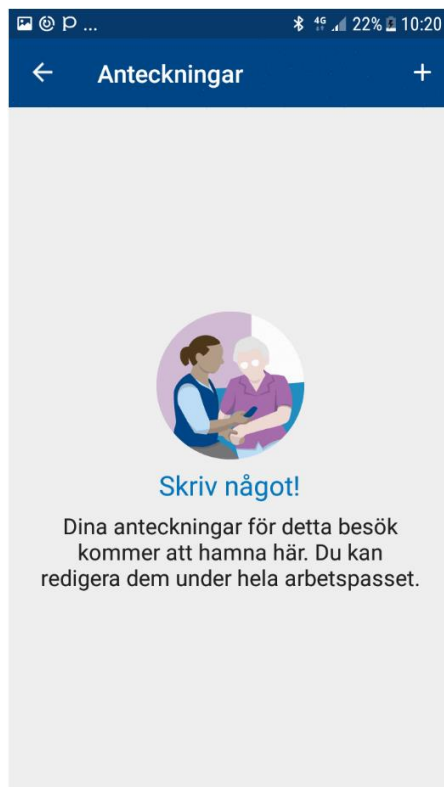 ... 4G 22% 10:20
Anteckningar
Skriv något!
Dina anteckningar för detta besök
kommer att hamna här. Du kan
redigera dem under hela arbetspasset.